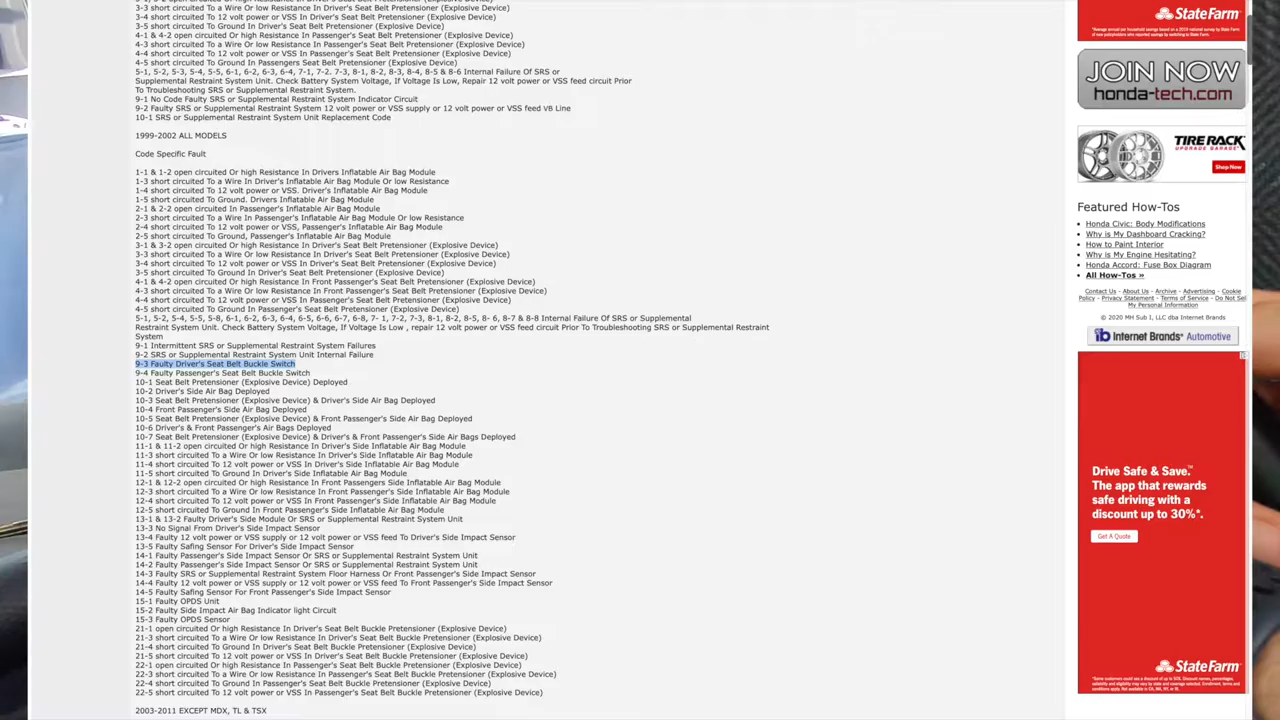 3-3 short circuited To a Wire Or low Resistance In Driver's Seat Belt Pretensioner (Explosive Device)
3-4 short circuited To 12 volt power or VSS In Driver's Seat Belt Pretensioner (Explosive Device)
3-5 short circuited To Ground In Driver's Seat Belt Pretensioner (Explosive Device)
4-1 & 4-2 open circuited Or high Resistance In Passenger's Seat Belt Pretensioner (Explosive Device)
4-3 short circuited To a Wire Or low Resistance In Passenger's Seat Belt Pretensioner (Explosive Device)
4-4 short circuited To 12 volt power or VSS In Passenger's Seat Belt Pretensioner (Explosive Device)
4-5 short circuited To Ground In Passengers Seat Belt Pretensioner (Explosive Device)
5-1, 5-2, 5-3, 5-4, 5-5, 6-1, 6-2, 6-3, 6-4, 7-1, 7-2. 7-3, 8-1, 8-2, 8-3, 8-4, 8-5 & 8-6 Internal Failure Of SRS or
Supplemental Restraint System Unit. Check Battery System Voltage, If Voltage Is Low, Repair 12 volt power or VSS feed circuit Prior
To Troubleshooting SRS or Supplemental Restraint System.
9-1 No Code Faulty SRS or Supplemental Restraint System Indicator Circuit
9-2 Faulty SRS or Supplemental Restraint System 12 volt power or VSS supply or 12 volt power or VSS feed VB Line
10-1 SRS or Supplemental Restraint System Unit Replacement Code
1999-2002 ALL MODELS
Code Specific Fault
1-1 & 1-2 open circuited Or high Resistance In Drivers Inflatable Air Bag Module
1-3 short circuited To a Wire In Driver's Inflatable Air Bag Module Or low Resistance
1-4 short circuited To 12 volt power or VSS. Driver's Inflatable Air Bag Module
1-5 short circuited To Ground. Drivers Inflatable Air Bag Module
2-1 & 2-2 open circuited Or high Resistance In Passenger's Inflatable Air Bag Module
2-3 short circuited To a Wire In Passenger's Inflatable Air Bag Module Or low Resistance
2-4 short circuited To 12 volt power or VSS, Passenger's Inflatable Air Bag Module
2-5 short circuited To Ground, Passenger's Inflatable Air Bag Module
3-1 & 3-2 open circuited Or high Resistance In Driver's Seat Belt Pretensioner (Explosive Device)
3-3 short circuited To a Wire Or low Resistance In Driver's Seat Belt Pretensioner (Explosive Device)
3-4 short circuited To 12 volt power or VSS In Driver's Seat Belt Pretensioner (Explosive Device)
3-5 short circuited To Ground In Driver's Seat Belt Pretensioner (Explosive Device)
4-1 & 4-2 open circuited Or high Resistance In Front Passenger's Seat Belt Pretensioner (Explosive Device)
4-3 short circuited To a Wire Or low Resistance In Front Passenger's Seat Belt Pretensioner (Explosive Device)
4-4 short circuited To 12 volt power or VSS In Passenger's Seat Belt Pretensioner (Explosive Device)
4-5 short circuited To Ground In Front Passenger's Seat Belt Pretensioner (Explosive Device)
5-1, 5-2, 5-4, 5-3, 5-5, 5-8, 6-1, 6-2, 6-3, 6-4, 6-5, 6-6, 6-7, 6-8, 7- 1, 7-2, 7-3, 8-1, 8-2, 8-5, 8- 6, 8-7 & 8-8 Internal Failure Of SRS or Supplemental
Restraint System Unit. Check Battery System Voltage, If Voltage Is Low , repair 12 volt power or VSS feed circuit Prior To Troubleshooting SRS or Supplemental Restraint
System
9-1 Intermittent SRS or Supplemental Restraint System Failures
9-2 SRS or Supplemental Restraint System Unit Internal Failure
9-3 Faulty Driver's Seat Belt Buckle Switch
9-4 Faulty Passenger's Seat Belt Buckle Switch
10-1 Seat Belt Pretensioner (Explosive Device) Deployed
10-2 Driver's Side Air Bag Deployed
10-3 Seat Belt Pretensioner (Explosive Device) & Driver's Side Air Bag Deployed
10-4 Front Passenger's Side Air Bag Deployed
10-5 Seat Belt Pretensioner (Explosive Device) & Front Passenger's Side Air Bag Deployed
10-6 Driver's & Front Passenger's Air Bags Deployed
10-7 Seat Belt Pretensioner (Explosive Device) & Driver's & Front Passenger's Side Air Bags Deployed
11-1 & 11-2 open circuited Or high Resistance In Driver's Side Inflatable Air Bag Module
11-3 short circuited To a Wire Or low Resistance In Driver's Side Inflatable Air Bag Module
11-4 short circuited To 12 volt power or VSS In Driver's Side Inflatable Air Bag Module
11-5 short circuited To Ground In Driver's Side Inflatable Air Bag Module
12-1 & 12-2 open circuited Or high Resistance In Front Passengers Side Inflatable Air Bag Module
12-3 short circuited To a Wire Or low Resistance In Front Passenger's Side Inflatable Air Bag Module
12-4 short circuited To 12 volt power or VSS In Front Passenger's Side Inflatable Air Bag Module
12-5 short circuited To Ground In Front Passenger's Side Inflatable Air Bag Module
13-1 & 13-2 Faulty Driver's Side Module Or SRS or Supplemental Restraint System Unit
13-3 No Signal From Driver's Side Impact Sensor
13-4 Faulty 12 volt power or VSS supply or 12 volt power or VSS feed To Driver's Side Impact Sensor
13-5 Faulty Safing Sensor For Driver's Side Impact Sensor
14-1 Faulty Passenger's Side Impact Sensor Or SRS or Supplemental Restraint System Unit
14-2 Faulty Passenger's Side Impact Sensor Or SRS or Supplemental Restraint System Unit
14-3 Faulty SRS or Supplemental Restraint System Floor Harness Or Front Passenger's Side Impact Sensor
14-4 Faulty 12 volt power or VSS supply or 12 volt power or VSS feed To Front Passenger's Side Impact Sensor
14-5 Faulty Safing Sensor For Front Passenger's Side Impact Sensor
15-1 Faulty OPDS Unit
15-2 Faulty Side Impact Air Bag Indicator light Circuit
15-3 Faulty OPDS Sensor
21-1 open circuited Or high Resistance In Driver's Seat Belt Buckle Pretensioner (Explosive Device)
21-3 short circuited To a Wire Or low Resistance In Driver's Seat Belt Buckle Pretensioner (Explosive Device)
21-4 short circuited To Ground In Driver's Seat Belt Buckle Pretensioner (Explosive Device)
21-5 short circuited To 12 volt power or VSS In Driver's Seat Belt Buckle Pretensioner (Explosive Device)
22-1 open circuited Or high Resistance In Passenger's Seat Belt Buckle Pretensioner (Explosive Device)
22-3 short circuited To a Wire Or low Resistance In Passenger's Seat Belt Buckle Pretensioner (Explosive Device)
22-4 short circuited To Ground In Passenger's Seat Belt Buckle Pretensioner (Explosive Device)
22-5 short circuited To 12 volt power or VSS In Passenger's Seat Belt Buckle Pretensioner (Explosive Device)
2003-2011 EXCEPT MDX, TL & TSX
StateFarm
JOIN NOW
honda-tech.com
TIRE RACK
UPGRADE GARAGE
Shop Now
Featured How-Tos
Honda Civic: Body Modifications
Why is My Dashboard Cracking?
How to Paint Interior
Why is My Engine Hesitating?
Honda Accord: Fuse Box Diagram
All How-Tos »
Contact Us - About Us - Archive - Advertising - Cookie
Policy - Privacy Statement - Terms of Service - Do Not Sel
My Personal Information
© 2020 MH Sub I, LLC dba Internet Brands
Internet Brands Automotive
Drive Safe & Save.™
The app that rewards
safe driving with a
discount up to 30%*.
Get A Quote
StateFarm